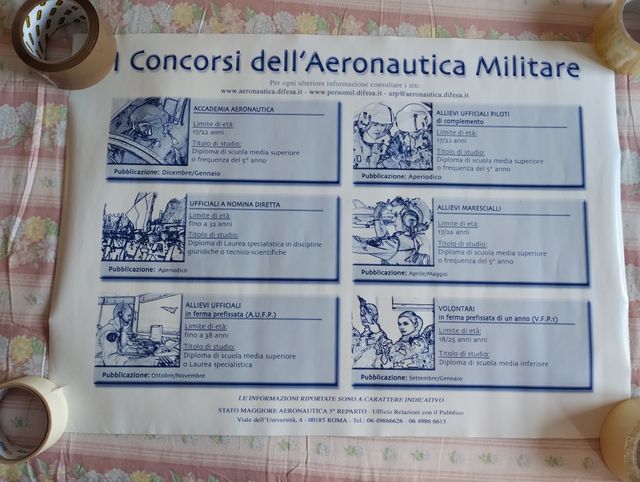 I Concorsi dell'Aeronautica Militare
Per ogni ulteriore informazione consultare i siti:
www.aeronautica.difesa.it - www.persomil.difesa.it - urp@aeronautica.difesa.it
ACCADEMIA AERONAUTICA
Limite di età:
17/22 anni
Titolo di studio:
Diploma di scuola media superiore
o frequenza del 5° anno
Pubblicazione: Dicembre/Gennaio
ALLIEVI UFFICIALI PILOTI
di complemento
Limite di età:
17/22 anni
Titolo di studio:
Diploma di scuola media superiore
o frequenza del 5° anno
Pubblicazione: Aperiodico
UFFICIALI A NOMINA DIRETTA
Limite di età:
fino a 32 anni
Titolo di studio:
Diploma di Laurea specialistica in discipline
giuridiche o tecnico-scientifiche
Pubblicazione: Aperiodico
ALLIEVI MARESCIALLI
Limite di età:
17/26 anni
Titolo di studio:
Diploma di scuola media superiore
o frequenza del 5° anno
Pubblicazione: Aprile/Maggio
ALLIEVI UFFICIALI
in ferma prefissata (A.U.F.P.)
Limite di età:
fino a 38 anni
Titolo di studio:
Diploma di scuola media superiore
o Laurea specialistica
Pubblicazione: Ottobre/Novembre
VOLONTARI
in ferma prefissata di un anno (V.F.P.1)
Limite di età:
18/25 anni anni
Titolo di studio:
Diploma di scuola media inferiore
Pubblicazione: Settembre/Gennaio
LE INFORMAZIONI RIPORTATE SONO A CARATTERE INDICATIVO
STATO MAGGIORE AERONAUTICA 5° REPARTO - Ufficio Relazioni con il Pubblico
Viale dell'Università, 4 - 00185 ROMA - Tel.: 06 49866626 - 06 4986 6615